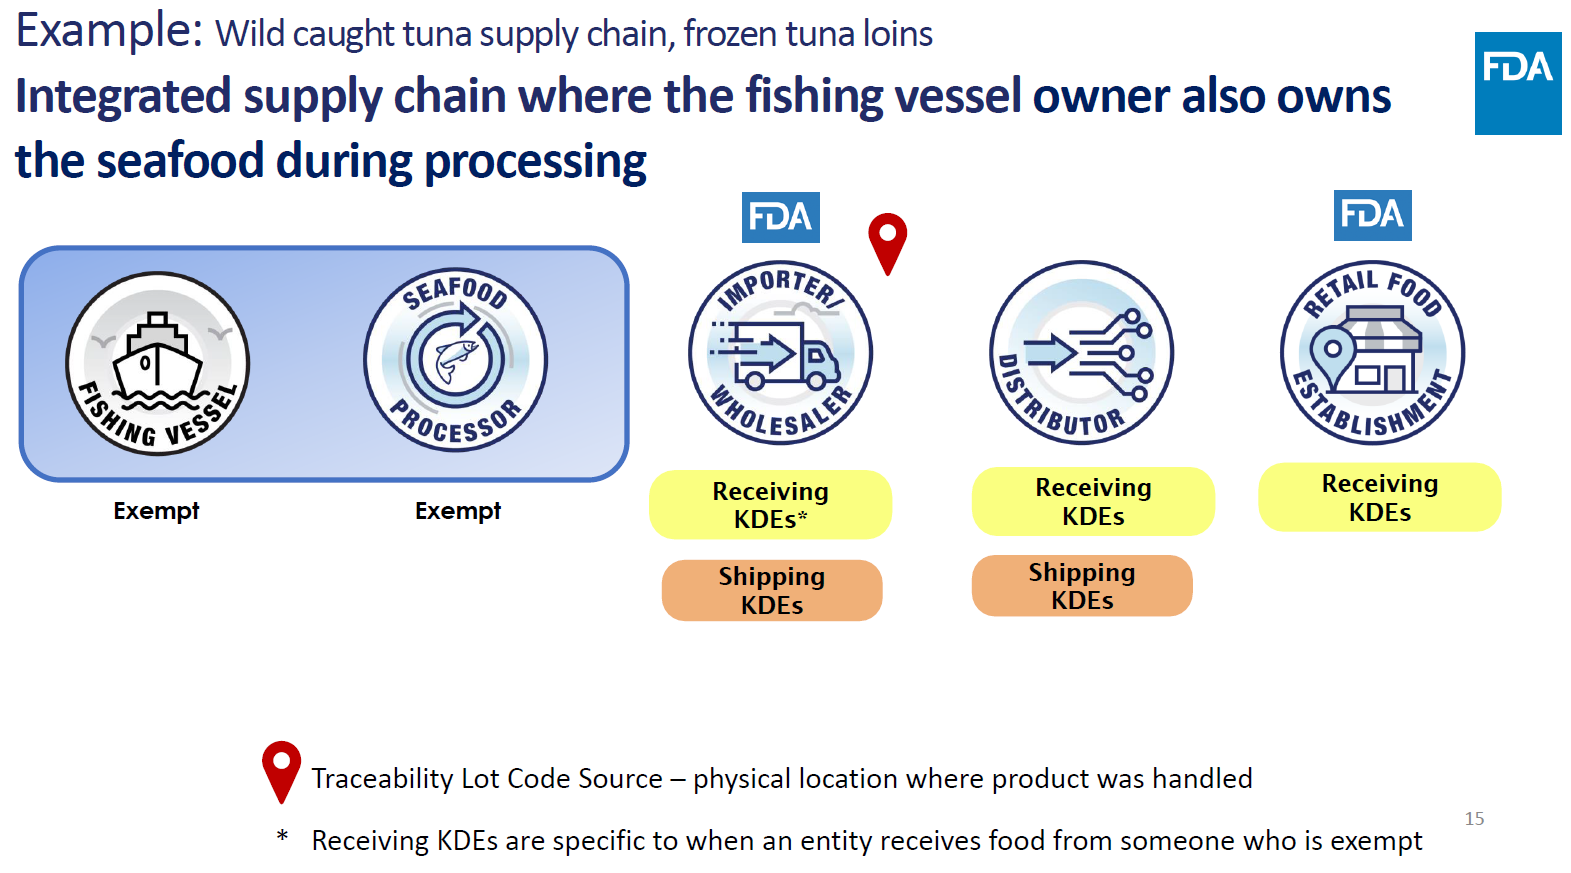 Example: Wild caught tuna supply chain, frozen tuna loins
Integrated supply chain where the fishing vessel owner also owns
the seafood during processing
FDA
FDA
FDA
FISHING VESSEL
SEAFOOD
PROCESSOR
IMPORTER/
WHOLESALER
DISTRIBUTOR
RETAIL FOOD
ESTABLISHMENT
Exempt
Exempt
Receiving
KDEs*
Shipping
KDEs
Receiving
KDEs
Shipping
KDEs
Receiving
KDEs
Traceability Lot Code Source – physical location where product was handled
* Receiving KDEs are specific to when an entity receives food from someone who is exempt
15